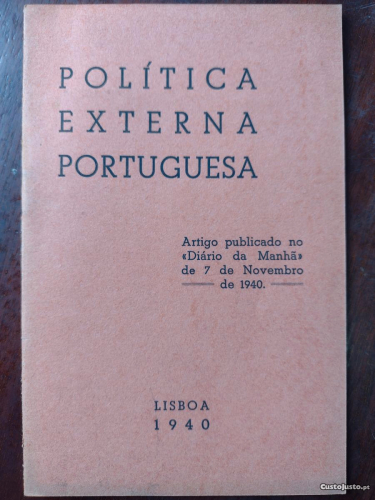 POLÍTICA
EXTERNA
PORTUGUESA
Artigo publicado no
«Diário da Manhã»
de 7 de Novembro
de 1940.
LISBOA
1940
CustoJusto.pt